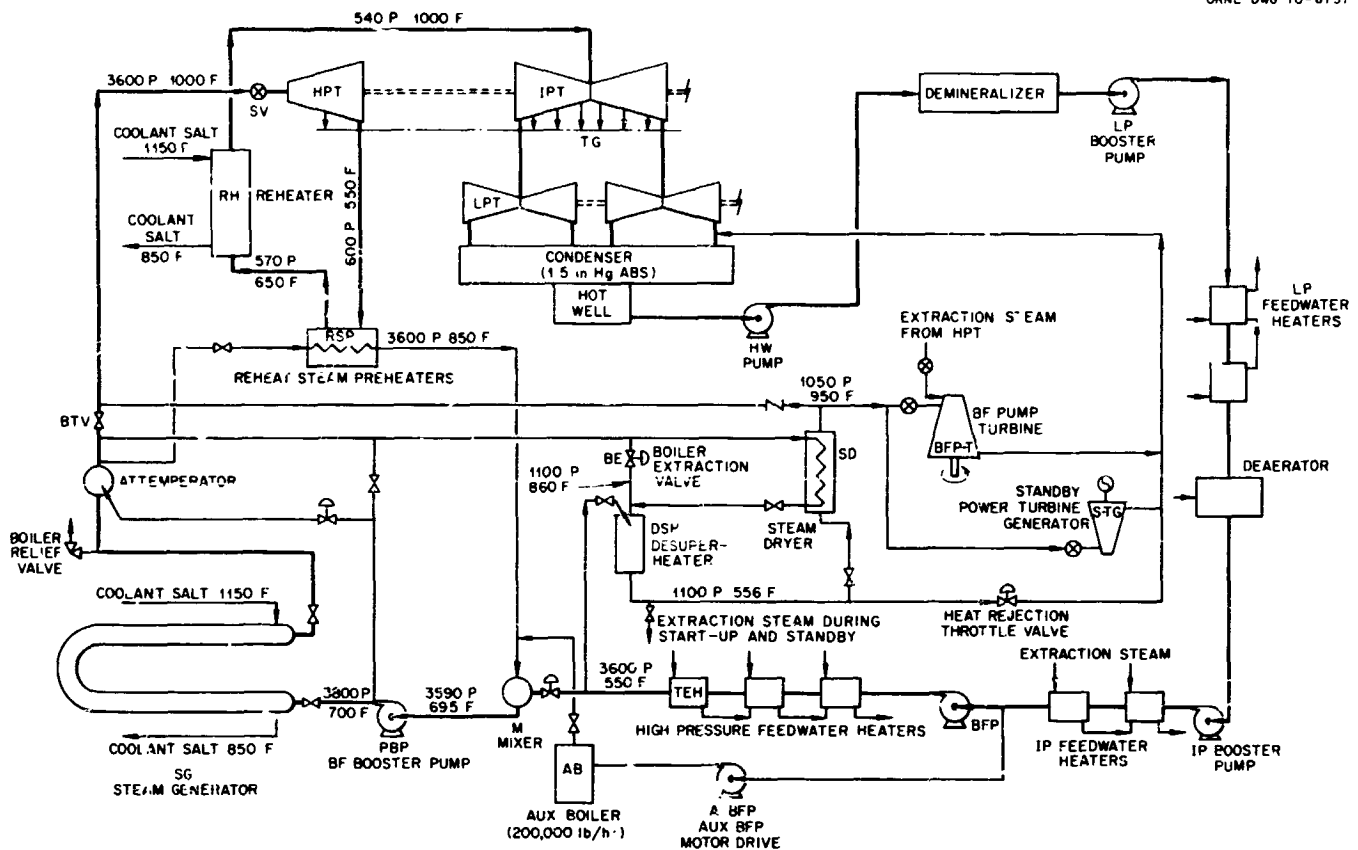 540 P 1000 F
3600 P 1000 F
SV
HPT
IPT
TG
DEMINERALIZER
LP
BOOSTER
PUMP
COOLANT SALT
1150 F
RH
REHEATER
COOLANT
SALT
850 F
570 P
650 F
600 P 550 F
LPT
CONDENSER
(1.5 in Hg ABS)
HOT
WELL
HW
PUMP
EXTRACTION STEAM
FROM HPT
LP
FEEDWATER
HEATERS
RSP
3600 P 850 F
REHEAT STEAM PREHEATERS
1050 P
950 F
BF PUMP
TURBINE
BFP-T
BTV
ATTEMPERATOR
BE
BOILER
EXTRACTION
VALVE
SD
1100 P
860 F
DEAERATOR
STANDBY
POWER TURBINE
GENERATOR
S-TG
BOILER
RELIEF
VALVE
DSP
DESUPER-
HEATER
STEAM
DRYER
COOLANT SALT 1150 F
1100 P 556 F
EXTRACTION STEAM DURING
START-UP AND STANDBY
HEAT REJECTION
THROTTLE VALVE
EXTRACTION STEAM
3800 P
700 F
3590 P
695 F
3600 P
550 F
TEH
HIGH PRESSURE FEEDWATER HEATERS
BFP
IP FEEDWATER
HEATERS
IP BOOSTER
PUMP
COOLANT SALT 850 F
SG
STEAM GENERATOR
PBP
BF BOOSTER PUMP
M
MIXER
AB
AUX BOILER
(200,000 lb/hr)
A BFP
AUX BFP
MOTOR DRIVE